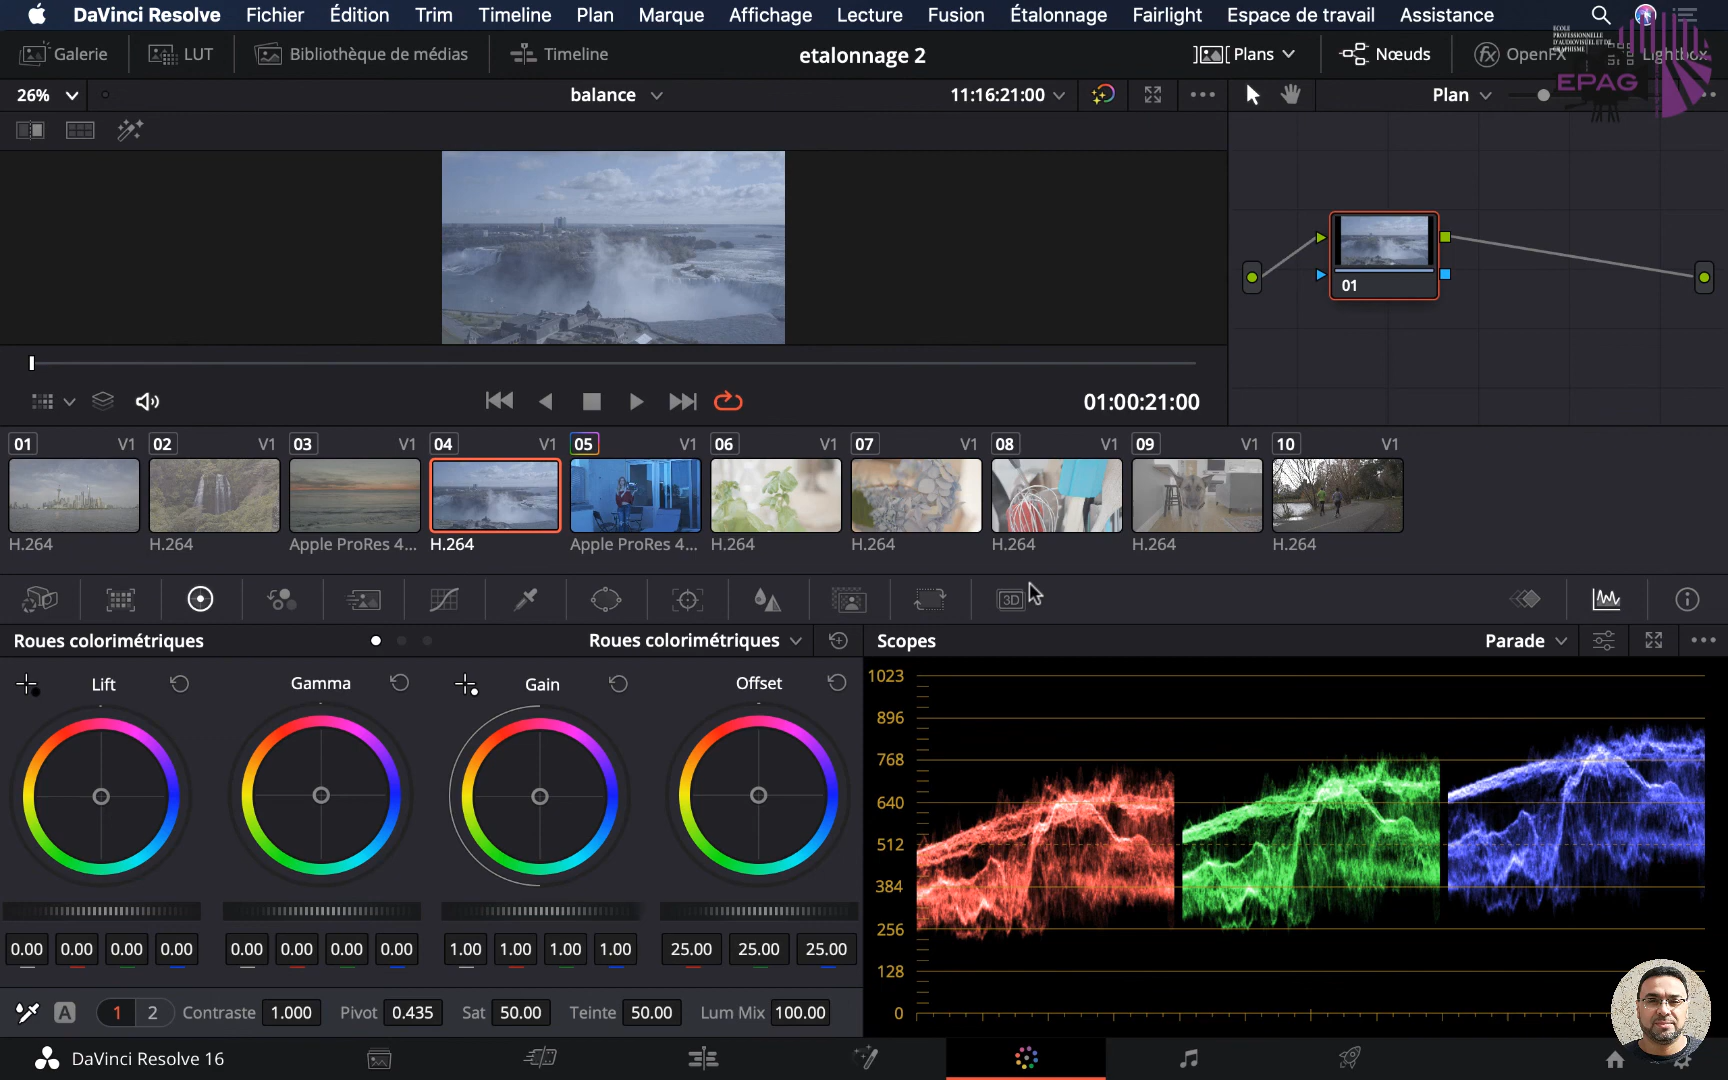 DaVinci Resolve Fichier Édition Trim Timeline Plan Marque Affichage Lecture Fusion Étalonnage Fairlight Espace de travail Assistance
ECOLE
PROFESSIONNELLE
D'AUDIOVISUEL ET DE
GRAPHISME
EPAG
Galerie LUT Bibliothèque de médias Timeline etalonnage 2 Plans Nœuds OpenFX Lightbox
26% balance 11:16:21:00 Plan
01
01:00:21:00
01 V1 02 V1 03 V1 04 V1 05 V1 06 V1 07 V1 08 V1 09 V1 10 V1
H.264 H.264 Apple ProRes 4... H.264 Apple ProRes 4... H.264 H.264 H.264 H.264 H.264
3D
Roues colorimétriques Roues colorimétriques Scopes Parade
Lift Gamma Gain Offset
1023
896
768
640
512
384
256
128
0
0.00 0.00 0.00 0.00 0.00 0.00 0.00 0.00 1.00 1.00 1.00 1.00 25.00 25.00 25.00
A 1 2 Contraste 1.000 Pivot 0.435 Sat 50.00 Teinte 50.00 Lum Mix 100.00
DaVinci Resolve 16